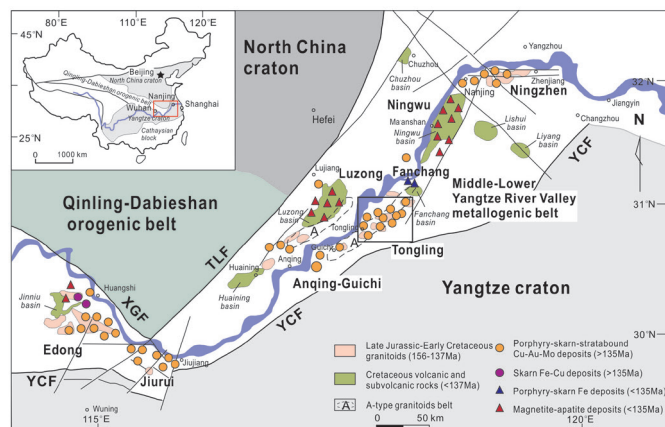 110°E
120°E
45°N
Beijing
North China craton
Qinling-Dabieshan
orogenic belt
Nanjing
Shanghai
Wuhan
Yangtze craton
Cathaysian
block
25°N
0 1000 km
North China
craton
Hefei
Chuzhou
Chuzhou
basin
Yangzhou
Zhenjiang
Ningzhen
32°N
Nanjing
Jiangyin
Ningwu
Maanshan
Ningwu
basin
Lishui
basin
Changzhou
Liyang
basin
N
YCF
Fanchang
Lujiang
Luzong
Luzong
basin
A
Tongling
Fanchang
basin
Middle-Lower
Yangtze River Valley
metallogenic belt
31°N
Qinling-Dabieshan
orogenic belt
TLF
Tongling
Guichi
A
Anqing
Huaining
Huaining
basin
Anqing-Guichi
YCF
Yangtze craton
Huangshi
Jinniu
basin
XGF
Edong
YCF
Jiurui
Jiujiang
Wuning
115°E
30°N
Late Jurassic-Early Cretaceous
granitoids (156-137Ma)
Cretaceous volcanic and
subvolcanic rocks (<137Ma)
A
A-type granitoids belt
Porphyry-skarn-stratabound
Cu-Au-Mo deposits (>135Ma)
Skarn Fe-Cu deposits (>135Ma)
Porphyry-skarn Fe deposits (<135Ma)
Magnetite-apatite deposits (<135Ma)
120°E
0 50 km